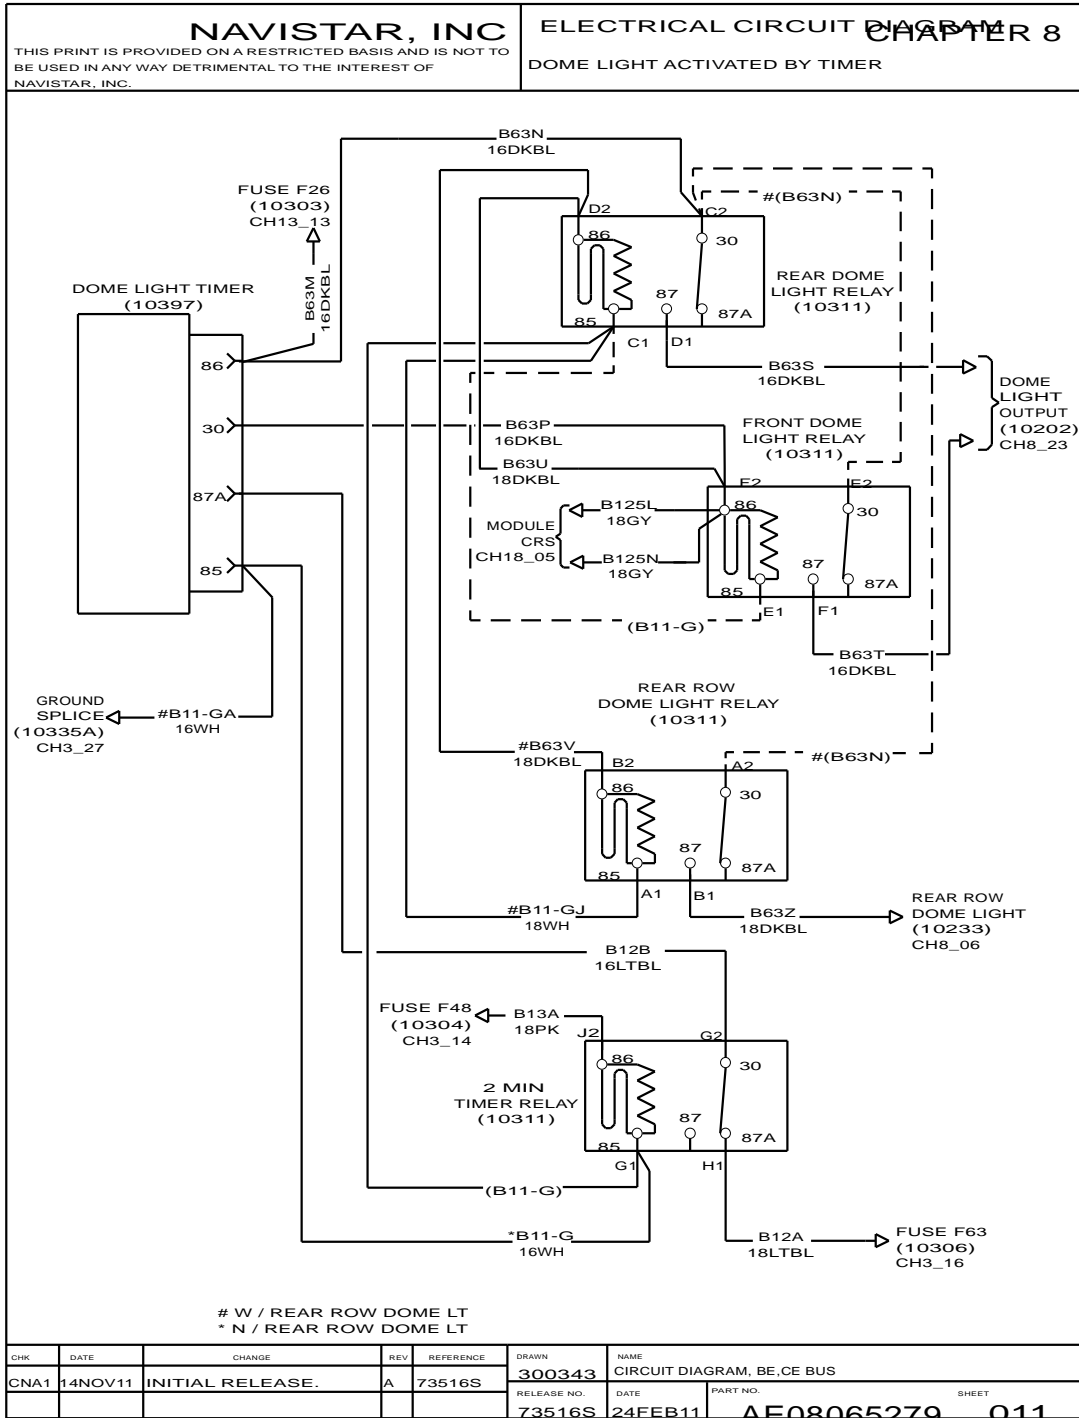 NAVISTAR, INC
THIS PRINT IS PROVIDED ON A RESTRICTED BASIS AND IS NOT TO
BE USED IN ANY WAY DETRIMENTAL TO THE INTEREST OF
NAVISTAR, INC.
ELECTRICAL CIRCUIT DIAGRAM
CHAPTER 8
DOME LIGHT ACTIVATED BY TIMER
B63N
16DKBL
FUSE F26
(10303)
CH13_13
B63M
16DKBL
DOME LIGHT TIMER
(10397)
86
30
87A
85
D2
C2
#(B63N)
86
30
87
87A
85
C1
D1
REAR DOME
LIGHT RELAY
(10311)
B63S
16DKBL
DOME
LIGHT
OUTPUT
(10202)
CH8_23
B63P
16DKBL
FRONT DOME
LIGHT RELAY
(10311)
B63U
18DKBL
F2
E2
B125L
18GY
MODULE
CRS
CH18_05
B125N
18GY
86
30
87
87A
85
E1
F1
(B11-G)
B63T
16DKBL
GROUND
SPLICE
(10335A)
CH3_27
#B11-GA
16WH
REAR ROW
DOME LIGHT RELAY
(10311)
#B63V
18DKBL
B2
A2
#(B63N)
86
30
87
87A
85
A1
B1
#B11-GJ
18WH
B63Z
18DKBL
REAR ROW
DOME LIGHT
(10233)
CH8_06
B12B
16LTBL
FUSE F48
(10304)
CH3_14
B13A
18PK
J2
G2
86
30
2 MIN
TIMER RELAY
(10311)
87
87A
85
G1
H1
(B11-G)
*B11-G
16WH
B12A
18LTBL
FUSE F63
(10306)
CH3_16
# W / REAR ROW DOME LT
* N / REAR ROW DOME LT
CHK DATE CHANGE REV REFERENCE
CNA1 14NOV11 INITIAL RELEASE. A 73516S
DRAWN
300343
NAME
CIRCUIT DIAGRAM, BE,CE BUS
RELEASE NO.
73516S
DATE
24FEB11
PART NO.
AE08065279
SHEET
011